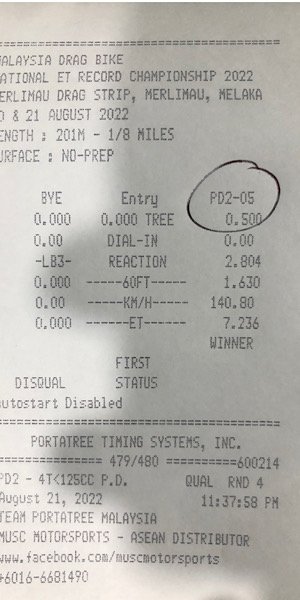 ==========================================
ALAYSIA DRAG BIKE
ATIONAL ET RECORD CHAMPIONSHIP 2022
ERLIMAU DRAG STRIP, MERLIMAU, MELAKA
0 & 21 AUGUST 2022
ENGTH : 201M - 1/8 MILES
URFACE : NO-PREP
BYE Entry PD2-05
0.000 0.000 TREE 0.500
0.00 DIAL-IN 0.00
-LB3- REACTION 2.804
0.000 -----60FT----- 1.630
0.00 -----KM/H----- 140.80
0.000 ------ET------ 7.236
WINNER
FIRST
DISQUAL STATUS
utostart Disabled
==========================================
PORTATREE TIMING SYSTEMS, INC.
=============== 479/480 ==========600214
PD2 - 4T<125CC P.D. QUAL RND 4
August 21, 2022 11:37:58 PM
TEAM PORTATREE MALAYSIA
MUSC MOTORSPORTS - ASEAN DISTRIBUTOR
www.facebook.com/muscmotorsports
+6016-6681490